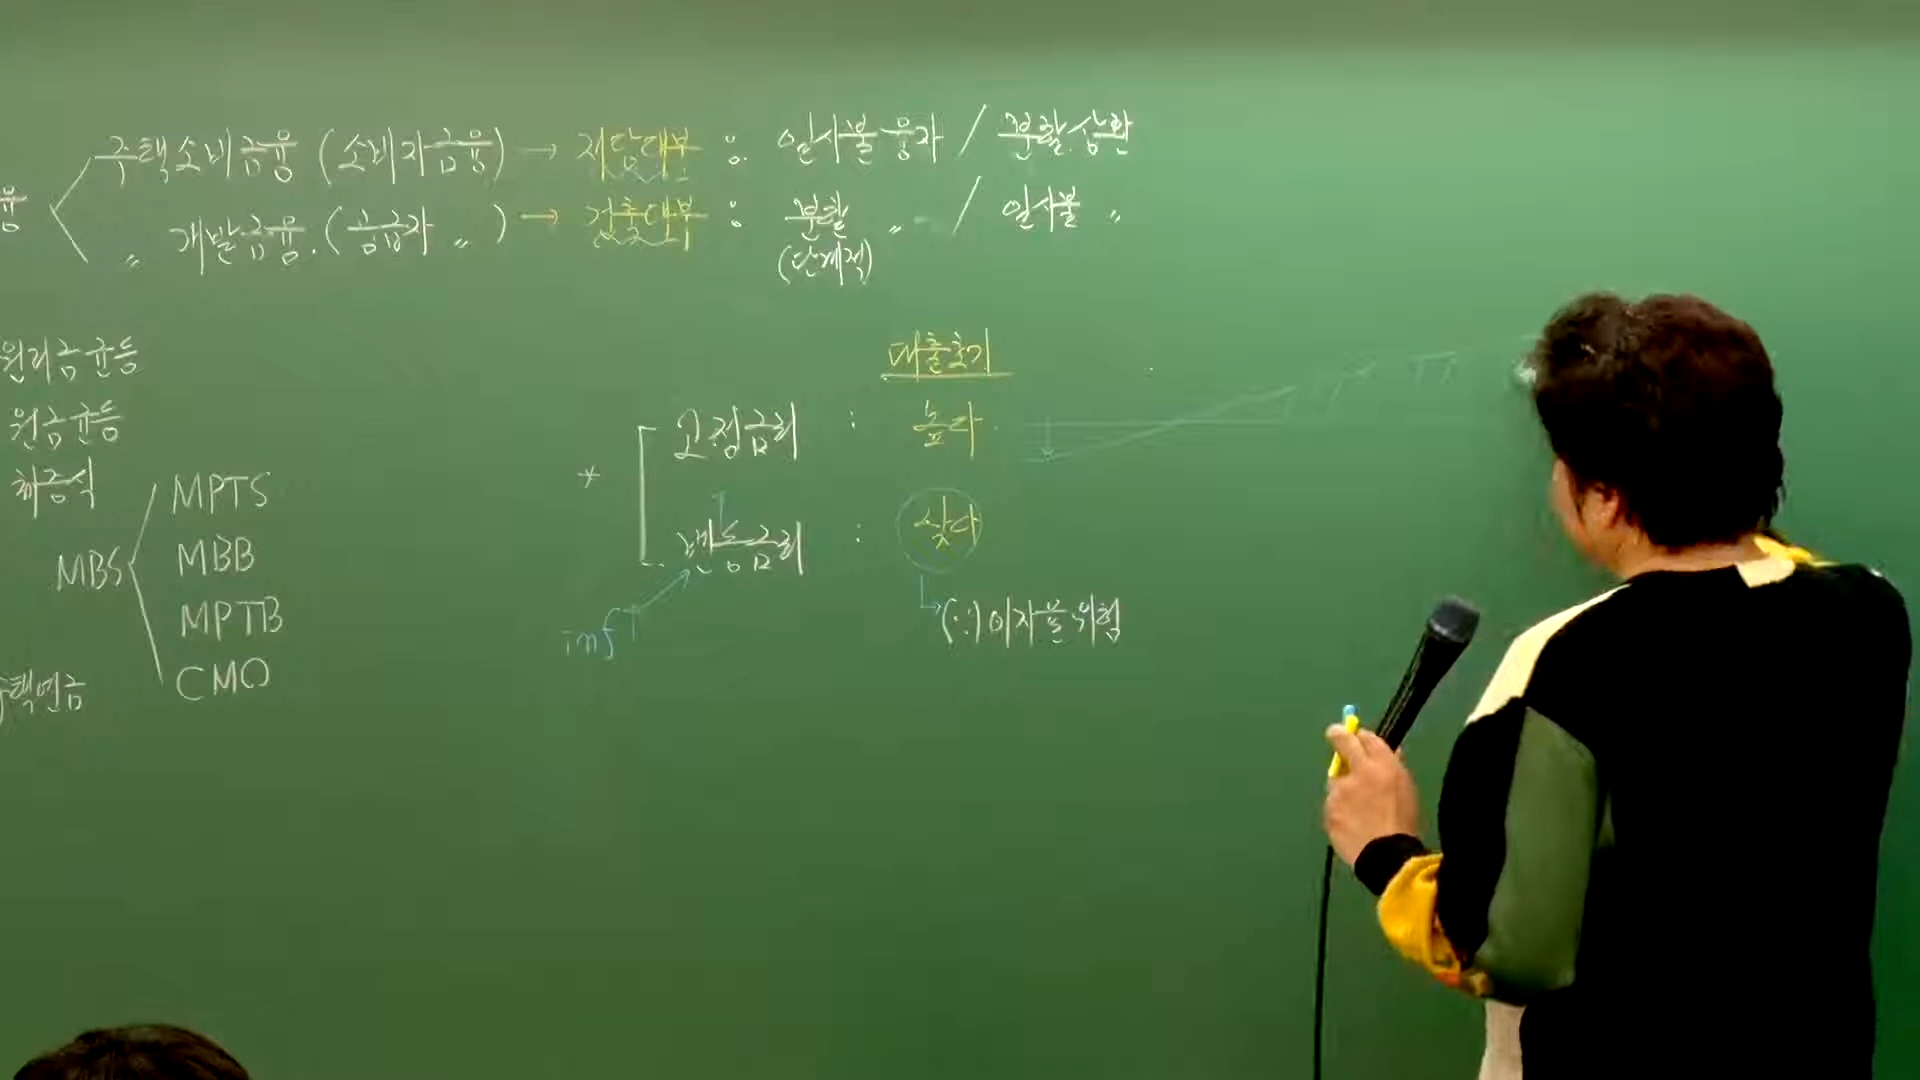 주택소비금융 (소비자금융) → 저당대부 : 일시불융자 / 분할상환
융
〃 개발금융. (공급자 〃 ) → 건축대부 : 분할 〃 / 일시불 〃
(단계적)
원리금균등
원금균등
체증식
MBS
MPTS
MBB
MPTB
CMO
주택연금
대출초기
* 고정금리 : 높다.
변동금리 : 낮다
inf↑
(∵)이자율위험